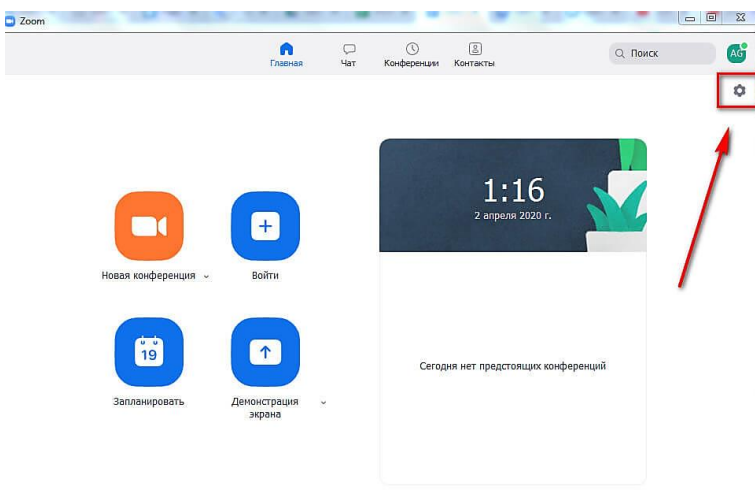 Zoom
Главная
Чат
Конференции
Контакты
Поиск
AG
1:16
2 апреля 2020 г.
Новая конференция
Войти
19
Запланировать
Демонстрация
экрана
Сегодня нет предстоящих конференций